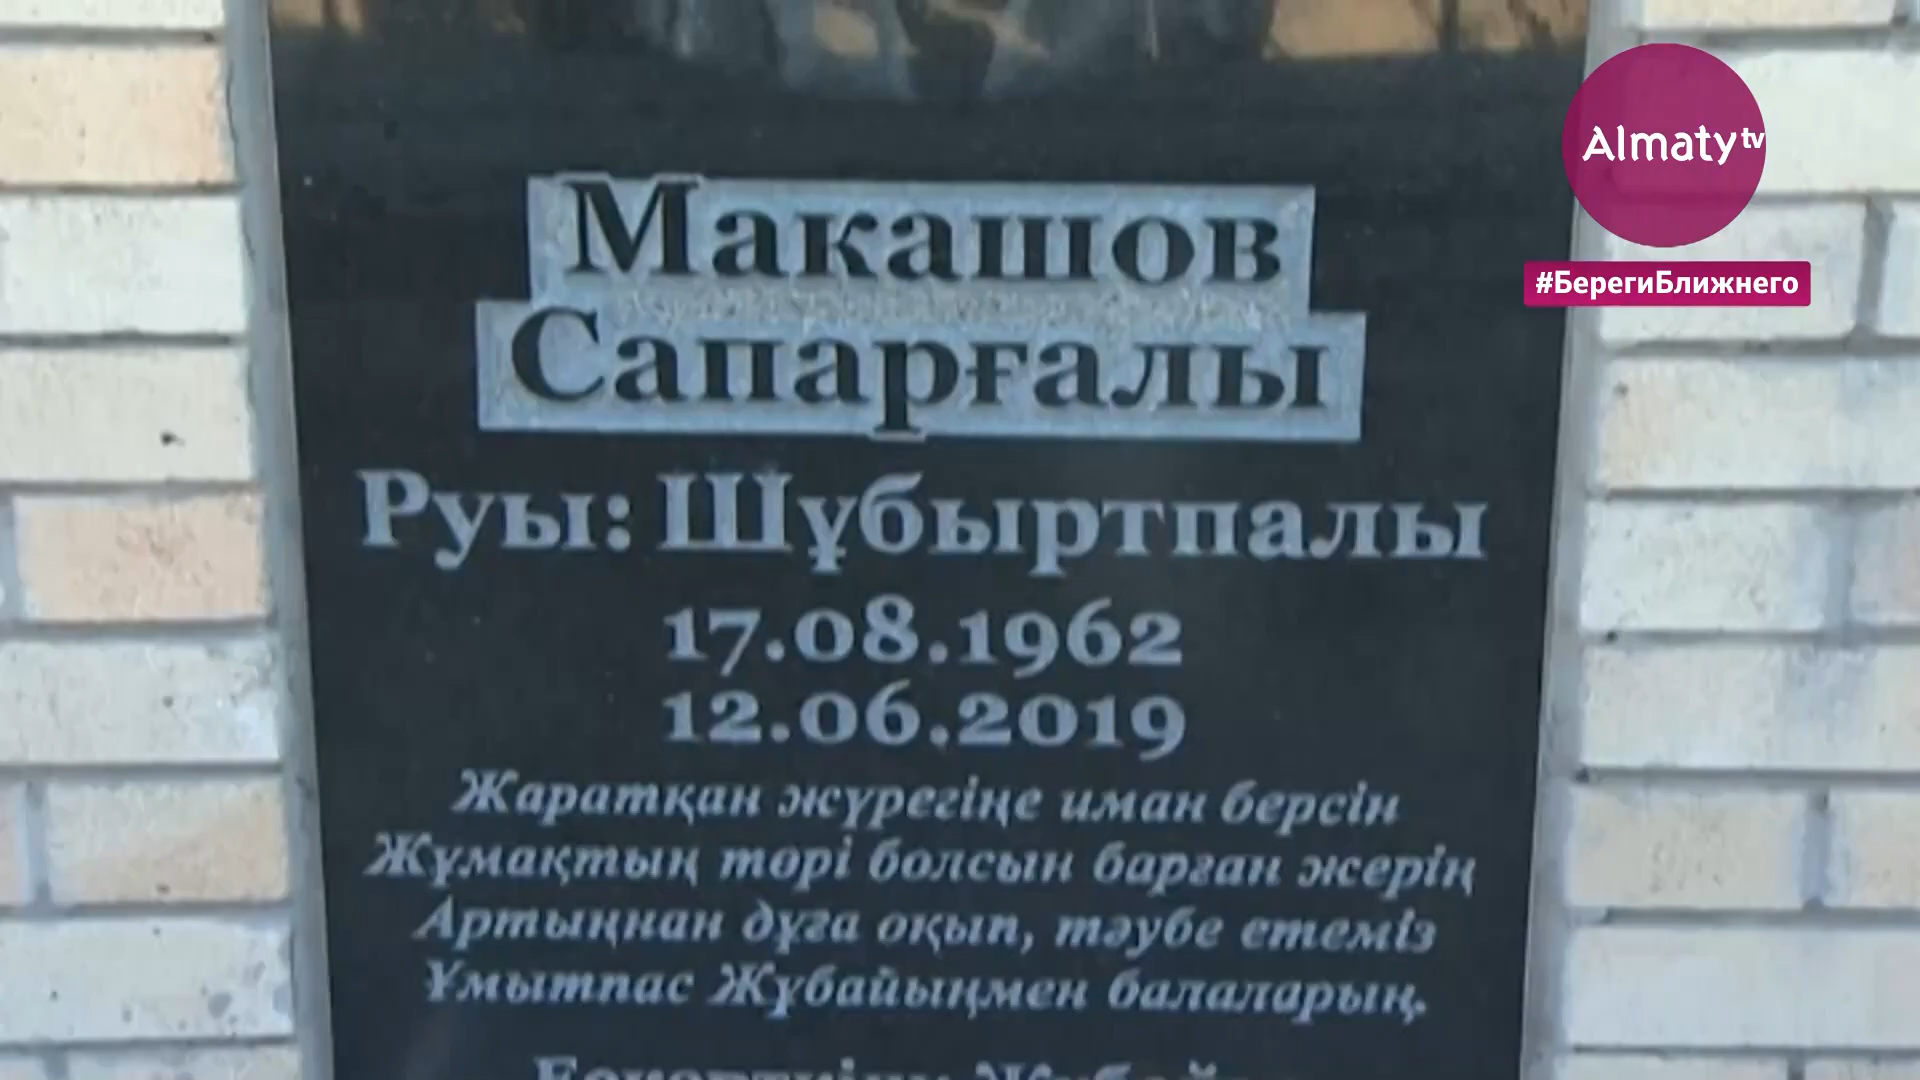 Almaty tv
#БерегиБлижнего
Макашов
Сапарғалы
Руы: Шұбыртпалы
17.08.1962
12.06.2019
Жаратқан жүрегіңе иман берсін
Жұмақтың төрі болсын барған жерің
Артыңнан дұға оқып, тәубе етеміз
Ұмытпас Жұбайыңмен балаларың.